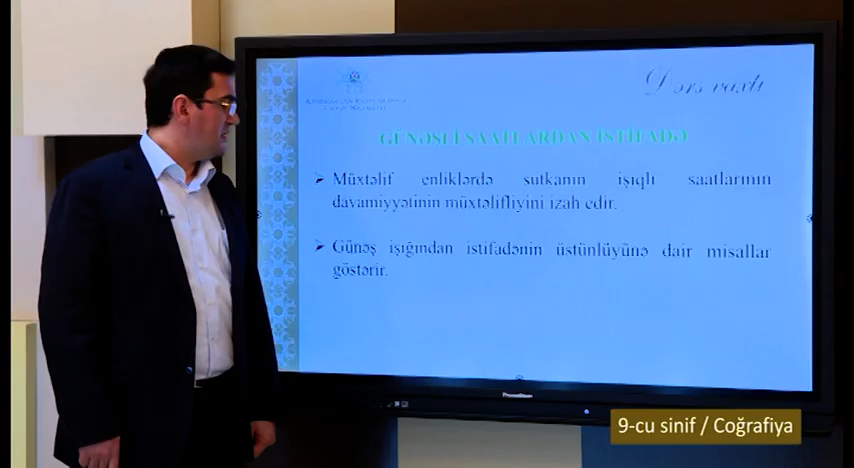 Dərs vaxtı
GÜNƏŞLİ SAATLARDAN İSTİFADƏ
➢ Müxtəlif enliklərdə sutkanın işıqlı saatlarının
davamiyyətinin müxtəlifliyini izah edir.
➢ Günəş işığından istifadənin üstünlüyünə dair misallar
göstərir.
Promethean
9-cu sinif / Coğrafiya